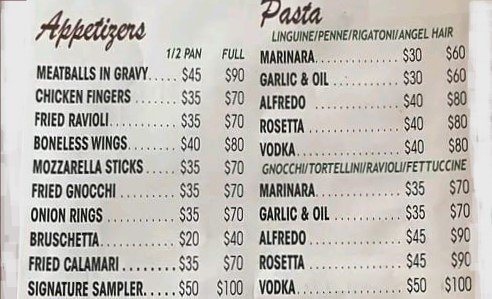 Appetizers
1/2 PAN FULL
MEATBALLS IN GRAVY..... $45 $90
CHICKEN FINGERS ........ $35 $70
FRIED RAVIOLI............ $35 $70
BONELESS WINGS.......... $40 $80
MOZZARELLA STICKS ..... $35 $70
FRIED GNOCCHI .......... $35 $70
ONION RINGS ............ $35 $70
BRUSCHETTA.............. $20 $40
FRIED CALAMARI ........ $35 $70
SIGNATURE SAMPLER..... $50 $100
Pasta
LINGUINE/PENNE/RIGATONI/ANGEL HAIR
MARINARA................ $30 $60
GARLIC & OIL ............ $30 $60
ALFREDO ................. $40 $80
ROSETTA.................. $40 $80
VODKA.................... $40 $80
GNOCCHI/TORTELLINI/RAVIOLI/FETTUCCINE
MARINARA................ $35 $70
GARLIC & OIL ............ $35 $70
ALFREDO ................. $45 $90
ROSETTA.................. $45 $90
VODKA.................... $50 $100